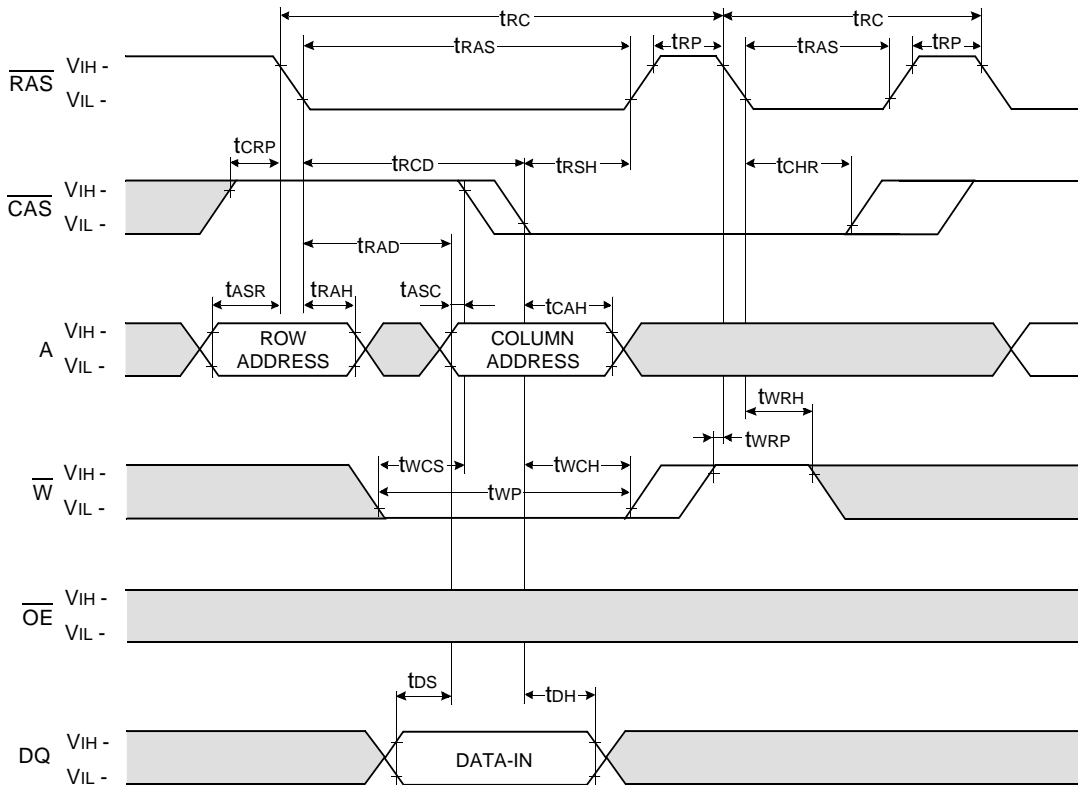 tRC tRC
tRAS tRP tRAS tRP
RAS VIH -
VIL -
tCRP tRCD tRSH tCHR
CAS VIH -
VIL -
tRAD
tASR tRAH tASC tCAH
A VIH -
VIL -
ROW ADDRESS
COLUMN ADDRESS
tWRH
tWRP
W VIH -
VIL -
tWCS tWCH
tWP
OE VIH -
VIL -
tDS tDH
DQ VIH -
VIL -
DATA-IN